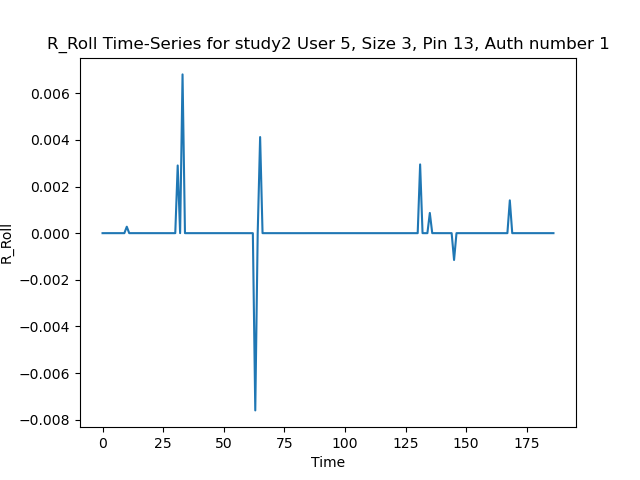 R_Roll Time-Series for study2 User 5, Size 3, Pin 13, Auth number 1
0.006
0.004
0.002
0.000
−0.002
−0.004
−0.006
−0.008
R_Roll
0 25 50 75 100 125 150 175
Time